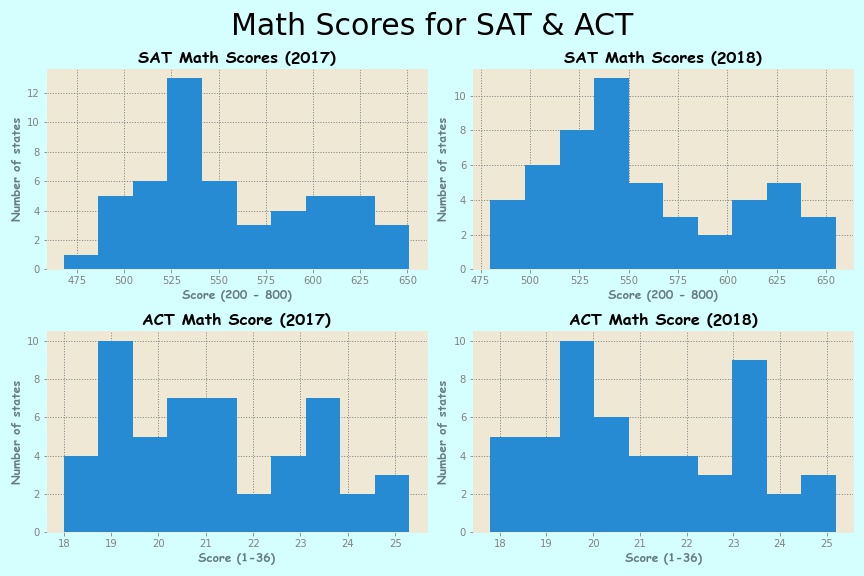 Math Scores for SAT & ACT
SAT Math Scores (2017)
Number of states
12
10
8
6
4
2
0
475 500 525 550 575 600 625 650
Score (200 - 800)
SAT Math Scores (2018)
Number of states
10
8
6
4
2
0
475 500 525 550 575 600 625 650
Score (200 - 800)
ACT Math Score (2017)
Number of states
10
8
6
4
2
0
18 19 20 21 22 23 24 25
Score (1-36)
ACT Math Score (2018)
Number of states
10
8
6
4
2
0
18 19 20 21 22 23 24 25
Score (1-36)